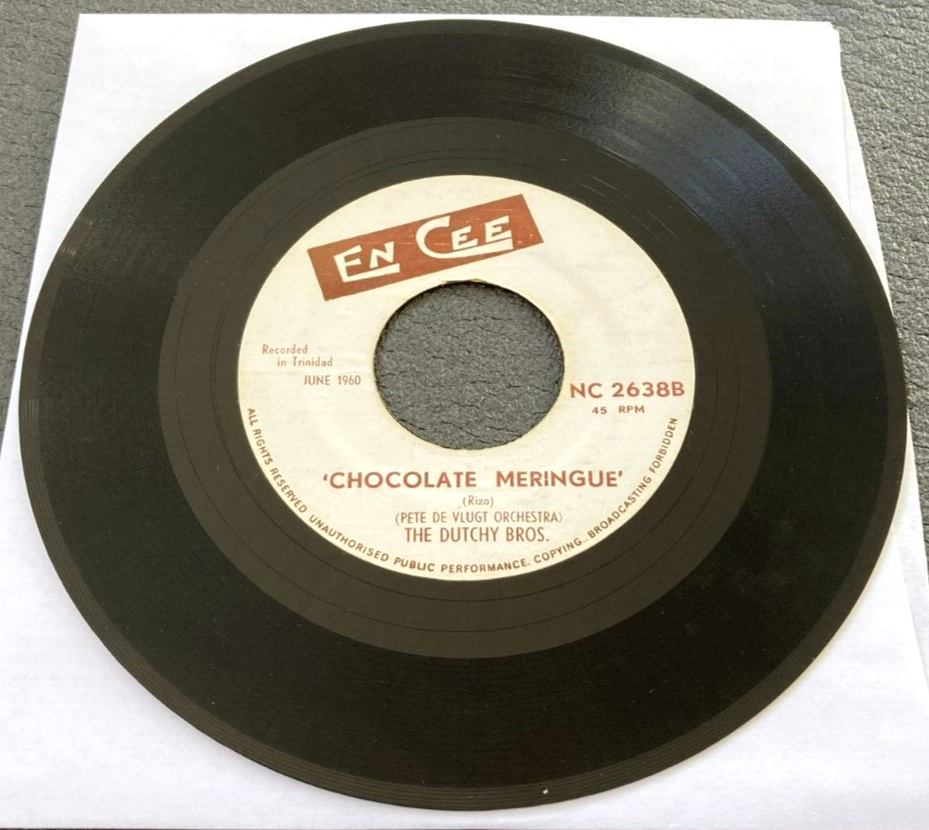 EN CEE
Recorded
in Trinidad
JUNE 1960
NC 2638B
45 RPM
'CHOCOLATE MERINGUE'
(Rizo)
(PETE DE VLUGT ORCHESTRA)
THE DUTCHY BROS.
ALL RIGHTS RESERVED UNAUTHORISED PUBLIC PERFORMANCE. COPYING.. BROADCASTING FORBIDDEN